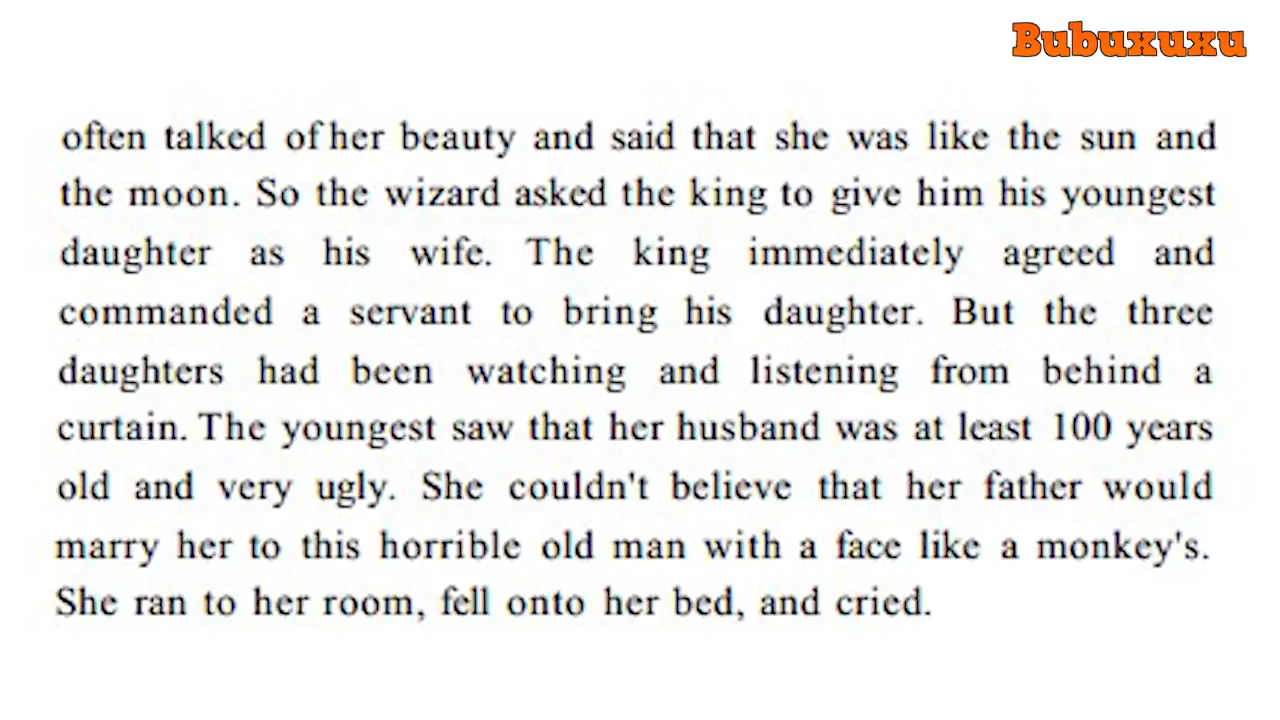 Bubuxuxu
often talked of her beauty and said that she was like the sun and
the moon. So the wizard asked the king to give him his youngest
daughter as his wife. The king immediately agreed and
commanded a servant to bring his daughter. But the three
daughters had been watching and listening from behind a
curtain. The youngest saw that her husband was at least 100 years
old and very ugly. She couldn't believe that her father would
marry her to this horrible old man with a face like a monkey's.
She ran to her room, fell onto her bed, and cried.